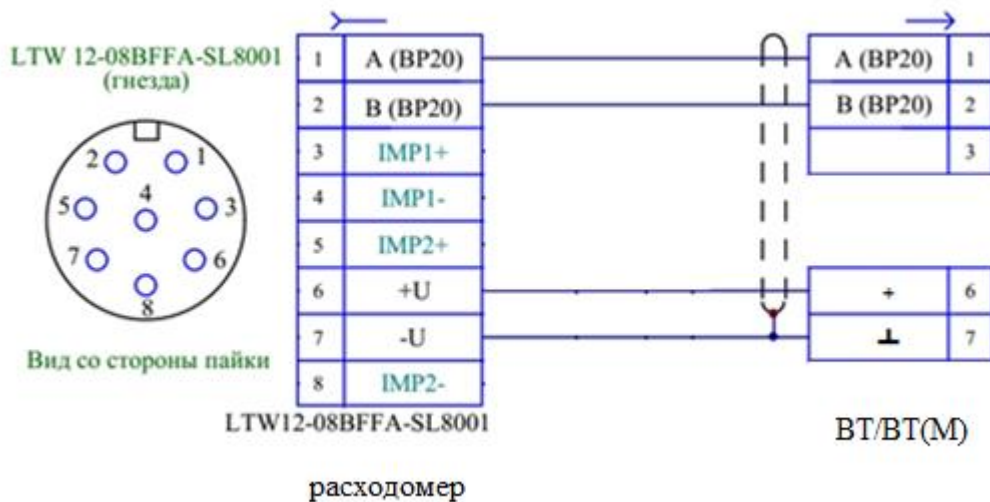 LTW 12-08BFFA-SL8001
(гнезда)
2
1
4
5
3
7
6
8
Вид со стороны пайки
1 A (BP20)
2 B (BP20)
3 IMP1+
4 IMP1-
5 IMP2+
6 +U
7 -U
8 IMP2-
LTW12-08BFFA-SL8001
расходомер
A (BP20) 1
B (BP20) 2
3
+ 6
⊥ 7
ВТ/ВТ(М)